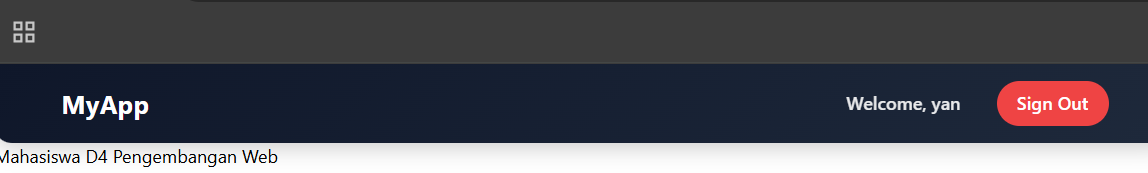 MyApp
Welcome, yan
Sign Out
Mahasiswa D4 Pengembangan Web